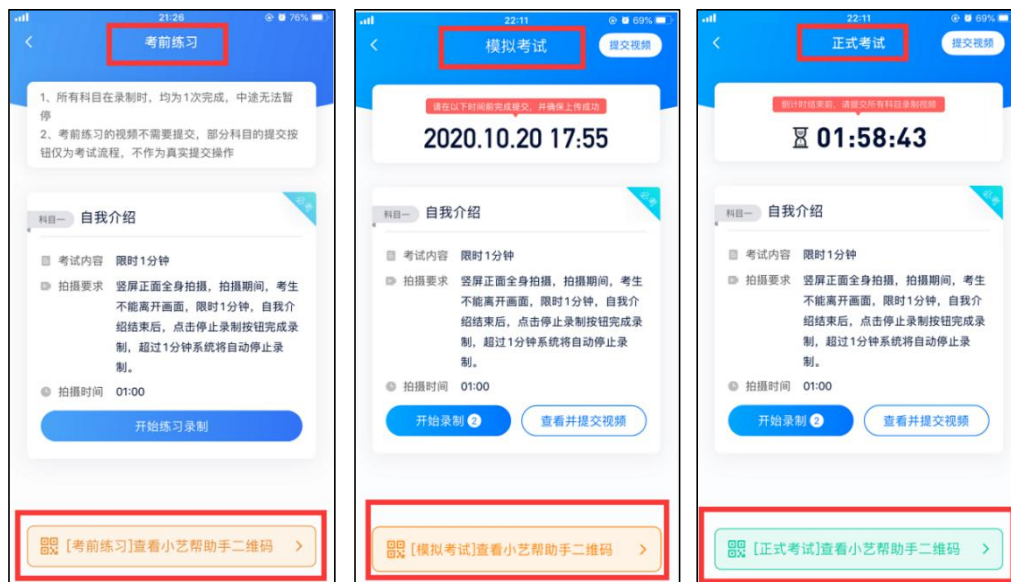 21:26
76%
考前练习
1、所有科目在录制时，均为1次完成，中途无法暂
停
2、考前练习的视频不需要提交，部分科目的提交按
钮仅为考试流程，不作为真实提交操作
必考
科目一 自我介绍
考试内容 限时1分钟
拍摄要求 竖屏正面全身拍摄，拍摄期间，考生
不能离开画面，限时1分钟，自我介
绍结束后，点击停止录制按钮完成录
制，超过1分钟系统将自动停止录
制。
拍摄时间 01:00
开始练习录制
[考前练习]查看小艺帮助手二维码
22:11
69%
模拟考试
提交视频
请在以下时间前完成提交，并确保上传成功
2020.10.20 17:55
必考
科目一 自我介绍
考试内容 限时1分钟
拍摄要求 竖屏正面全身拍摄，拍摄期间，考生
不能离开画面，限时1分钟，自我介
绍结束后，点击停止录制按钮完成录
制，超过1分钟系统将自动停止录
制。
拍摄时间 01:00
开始录制 2
查看并提交视频
[模拟考试]查看小艺帮助手二维码
22:11
69%
正式考试
提交视频
倒计时结束前，请提交所有科目录制视频
01:58:43
必考
科目一 自我介绍
考试内容 限时1分钟
拍摄要求 竖屏正面全身拍摄，拍摄期间，考生
不能离开画面，限时1分钟，自我介
绍结束后，点击停止录制按钮完成录
制，超过1分钟系统将自动停止录
制。
拍摄时间 01:00
开始录制 2
查看并提交视频
[正式考试]查看小艺帮助手二维码